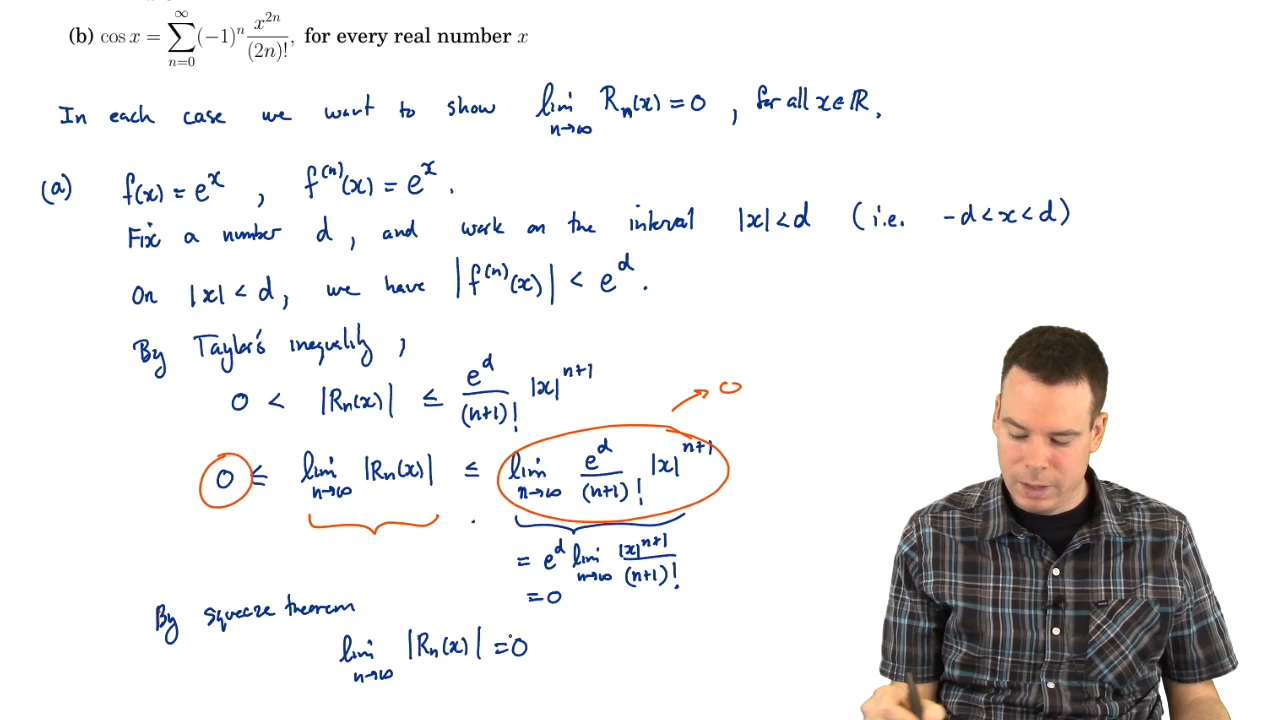 (b) cos x = ∑_{n=0}^{∞} (−1)^n x^{2n}/(2n)!, for every real number x
In each case we want to show lim_{n→∞} R_n(x) = 0, for all x∈ℝ.
(a) f(x) = e^x, f^{(n)}(x) = e^x.
Fix a number d, and work on the interval |x|<d (i.e. -d<x<d)
On |x|<d, we have |f^{(n)}(x)| < e^d.
By Taylor's inequality,
0 < |R_n(x)| ≤ e^d/(n+1)! |x|^{n+1}
→ 0
0 ≤ lim_{n→∞} |R_n(x)| ≤ lim_{n→∞} e^d/(n+1)! |x|^{n+1}
= e^d lim_{n→∞} |x|^{n+1}/(n+1)!
= 0
By squeeze theorem
lim_{n→∞} |R_n(x)| = 0